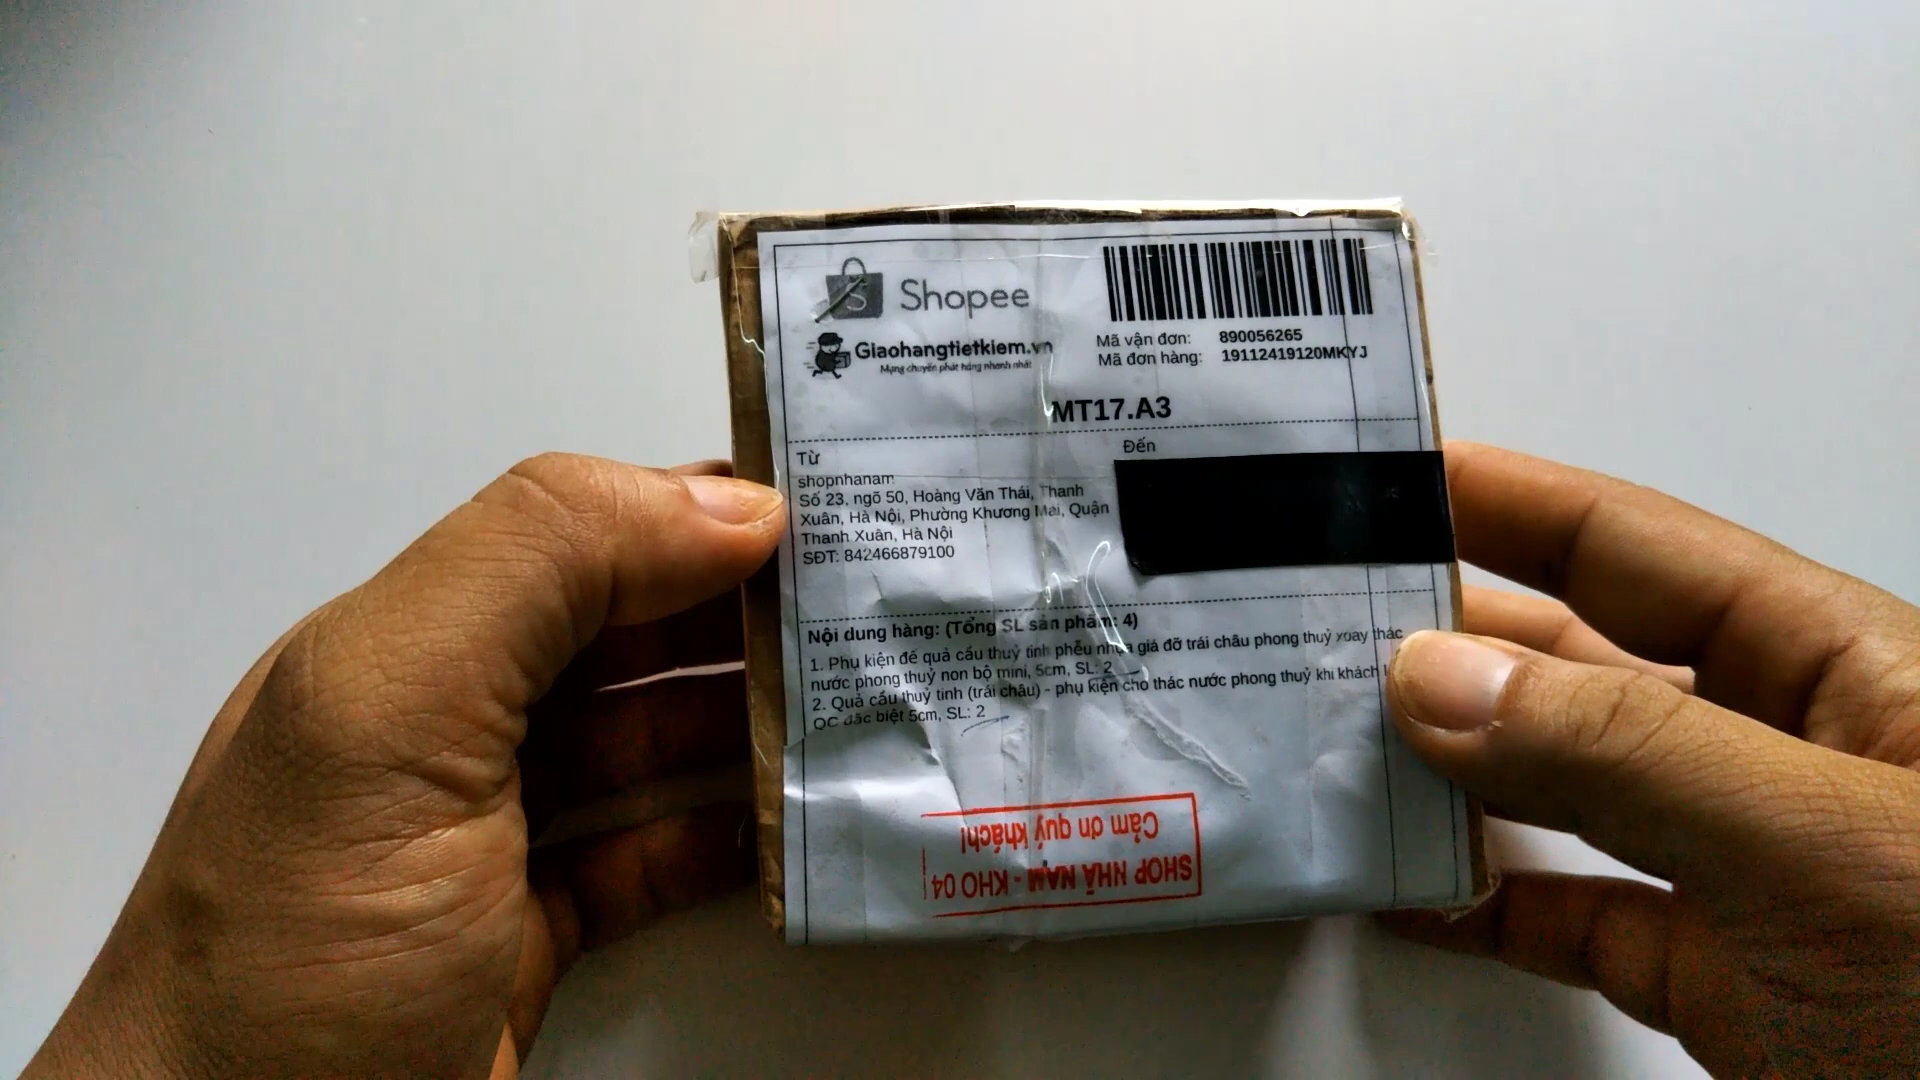 Shopee
Giaohangtietkiem.vn
Mạng chuyển phát hàng nhanh nhất
Mã vận đơn: 890056265
Mã đơn hàng: 19112419120MKYJ
MT17.A3
Từ
shopnhanam
Số 23, ngõ 50, Hoàng Văn Thái, Thanh
Xuân, Hà Nội, Phường Khương Mai, Quận
Thanh Xuân, Hà Nội
SĐT: 842466879100
Đến
Nội dung hàng: (Tổng SL sản phẩm: 4)
1. Phụ kiện đế quả cầu thuỷ tinh phễu nhựa giá đỡ trái châu phong thuỷ xoay thác
nước phong thuỷ non bộ mini, 5cm, SL: 2
2. Quả cầu thuỷ tinh (trái châu) - phụ kiện cho thác nước phong thuỷ khi khách
QC đặc biệt 5cm, SL: 2
SHOP NHÃ NAM - KHO 04
Cảm ơn quý khách!